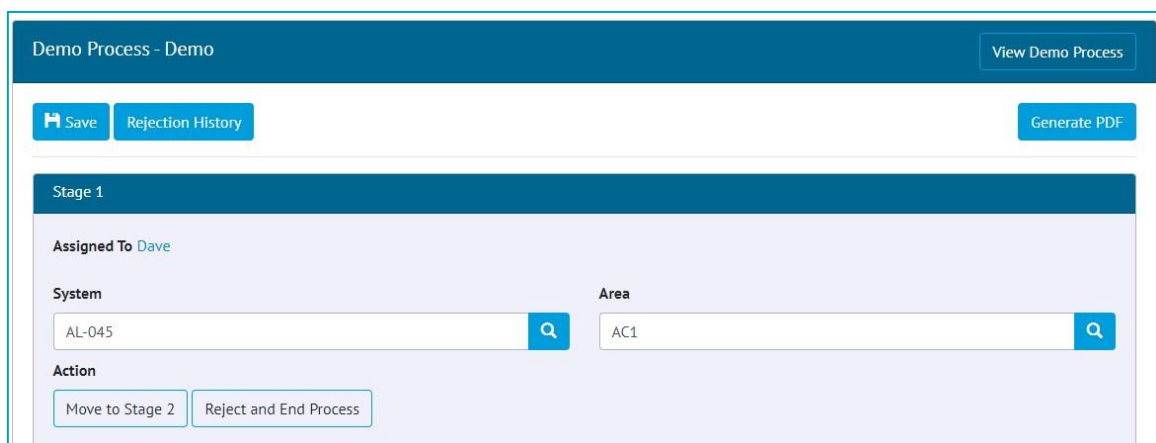 Demo Process - Demo
View Demo Process
Save Rejection History
Generate PDF
Stage 1
Assigned To Dave
System
Area
AL-045
AC1
Action
Move to Stage 2 Reject and End Process